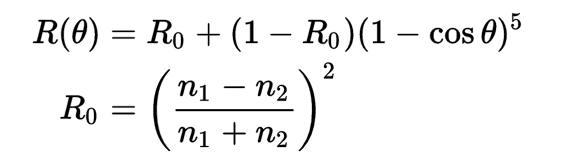 R(θ) = R₀ + (1 − R₀)(1 − cos θ)⁵
R₀ = ((n₁ − n₂)/(n₁ + n₂))²